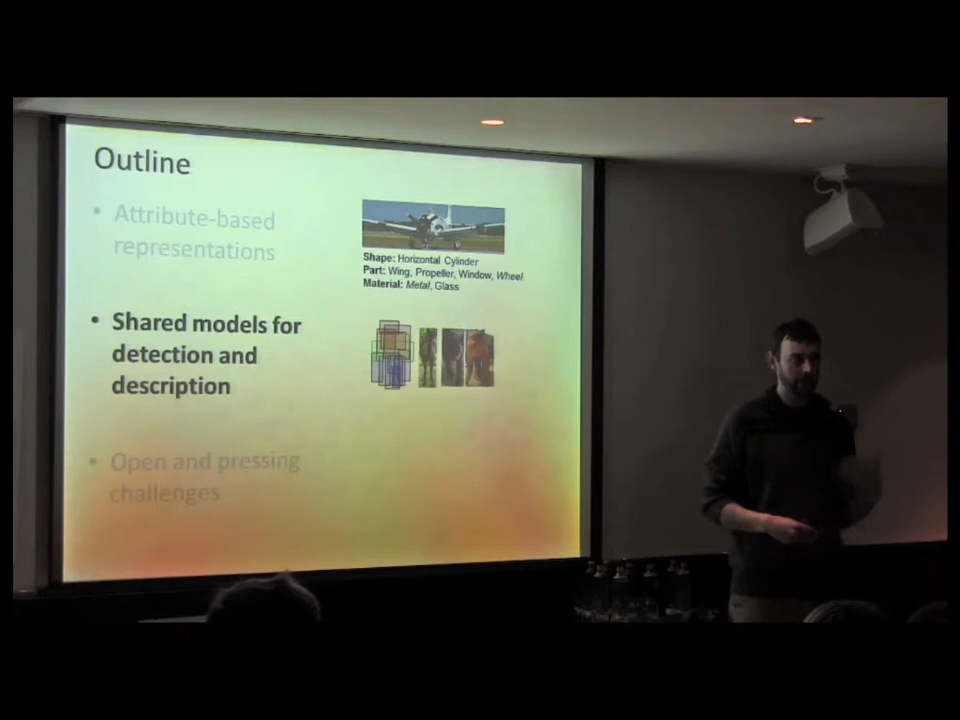 Outline
• Attribute-based
representations
Shape: Horizontal Cylinder
Part: Wing, Propeller, Window, Wheel
Material: Metal, Glass
• Shared models for
detection and
description
• Open and pressing
challenges